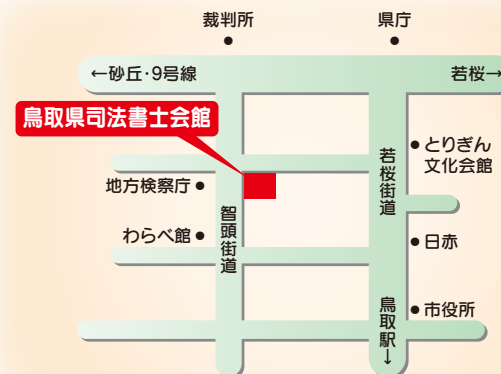 裁判所
県庁
←砂丘・9号線
若桜→
鳥取県司法書士会館
とりぎん
文化会館
若桜街道
地方検察庁
智頭街道
わらべ館
日赤
鳥取駅↓
市役所